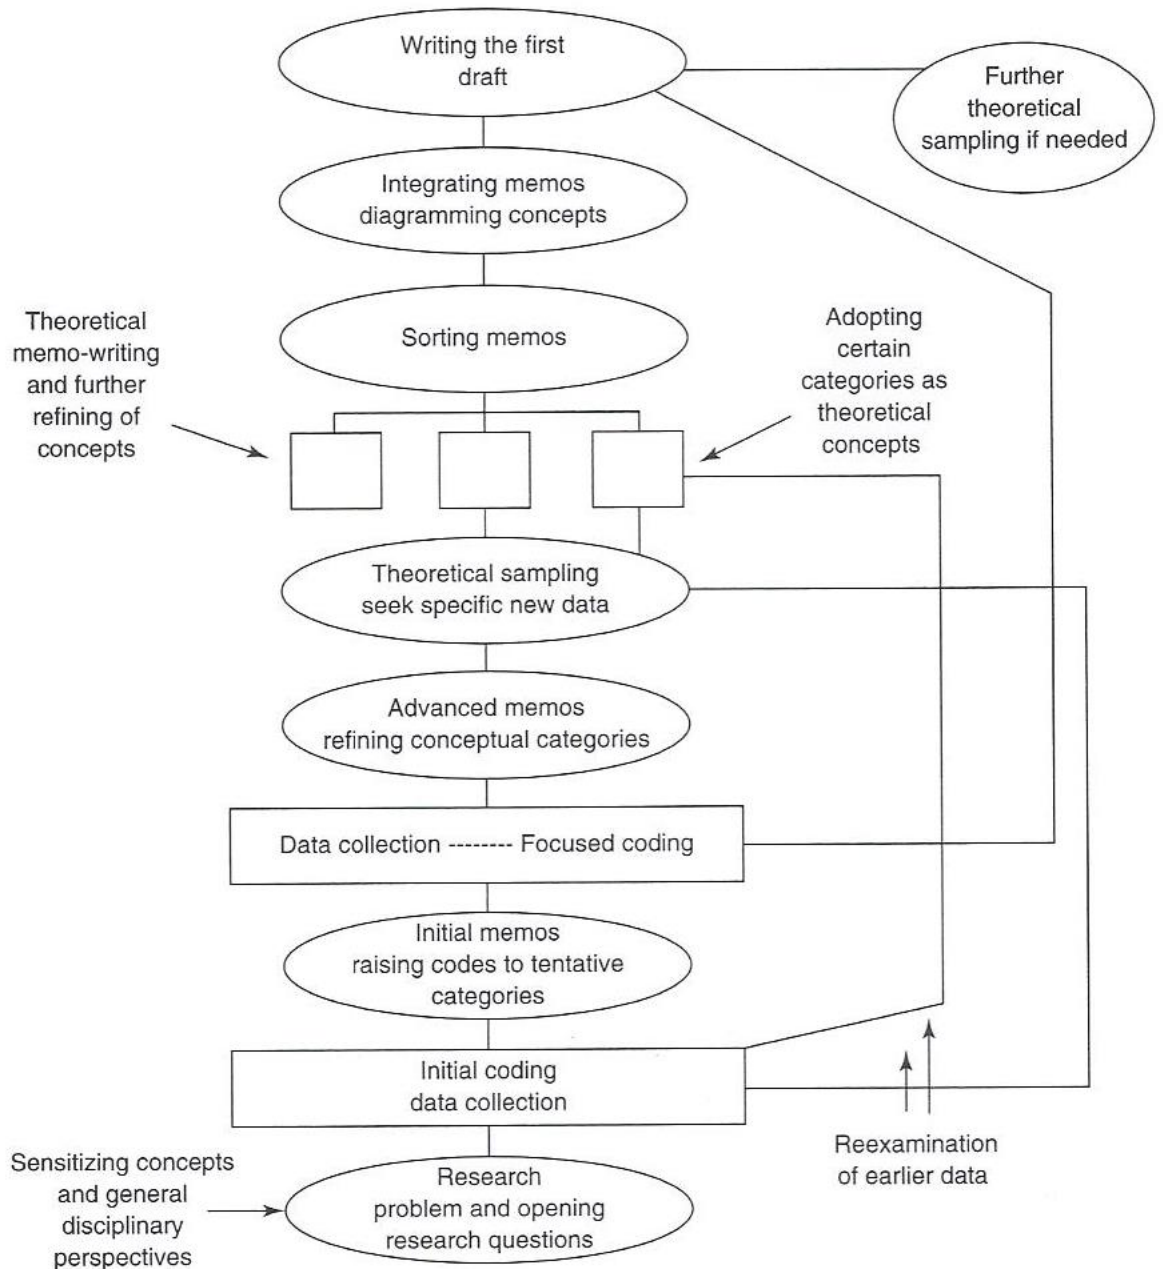 Writing the first
draft
Further
theoretical
sampling if needed
Integrating memos
diagramming concepts
Theoretical
memo-writing
and further
refining of
concepts
Sorting memos
Adopting
certain
categories as
theoretical
concepts
Theoretical sampling
seek specific new data
Advanced memos
refining conceptual categories
Data collection -------- Focused coding
Initial memos
raising codes to tentative
categories
Initial coding
data collection
Reexamination
of earlier data
Sensitizing concepts
and general
disciplinary
perspectives
Research
problem and opening
research questions